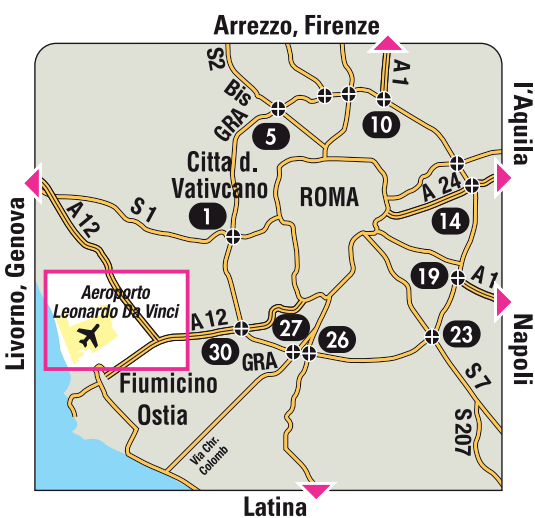 Arrezzo, Firenze
S2
Bis
GRA
5
A 1
10
l'Aquila
Citta d.
Vativcano
ROMA
A 24
14
Livorno, Genova
A 12
S 1
1
19
A 1
Napoli
Aeroporto
Leonardo Da Vinci
A 12
30
27
26
23
GRA
S 7
Fiumicino
Ostia
S207
Via Chr.
Colomb
Latina